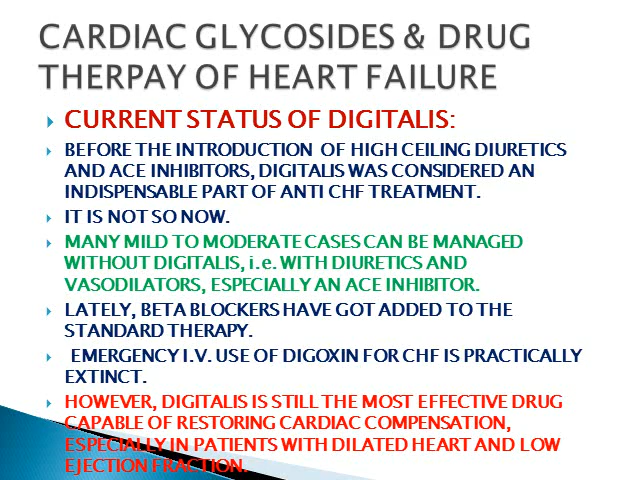 CARDIAC GLYCOSIDES & DRUG
THERPAY OF HEART FAILURE
CURRENT STATUS OF DIGITALIS:
BEFORE THE INTRODUCTION OF HIGH CEILING DIURETICS
AND ACE INHIBITORS, DIGITALIS WAS CONSIDERED AN
INDISPENSABLE PART OF ANTI CHF TREATMENT.
IT IS NOT SO NOW.
MANY MILD TO MODERATE CASES CAN BE MANAGED
WITHOUT DIGITALIS, i.e. WITH DIURETICS AND
VASODILATORS, ESPECIALLY AN ACE INHIBITOR.
LATELY, BETA BLOCKERS HAVE GOT ADDED TO THE
STANDARD THERAPY.
EMERGENCY I.V. USE OF DIGOXIN FOR CHF IS PRACTICALLY
EXTINCT.
HOWEVER, DIGITALIS IS STILL THE MOST EFFECTIVE DRUG
CAPABLE OF RESTORING CARDIAC COMPENSATION,
ESPECIALLY IN PATIENTS WITH DILATED HEART AND LOW
EJECTION FRACTION.